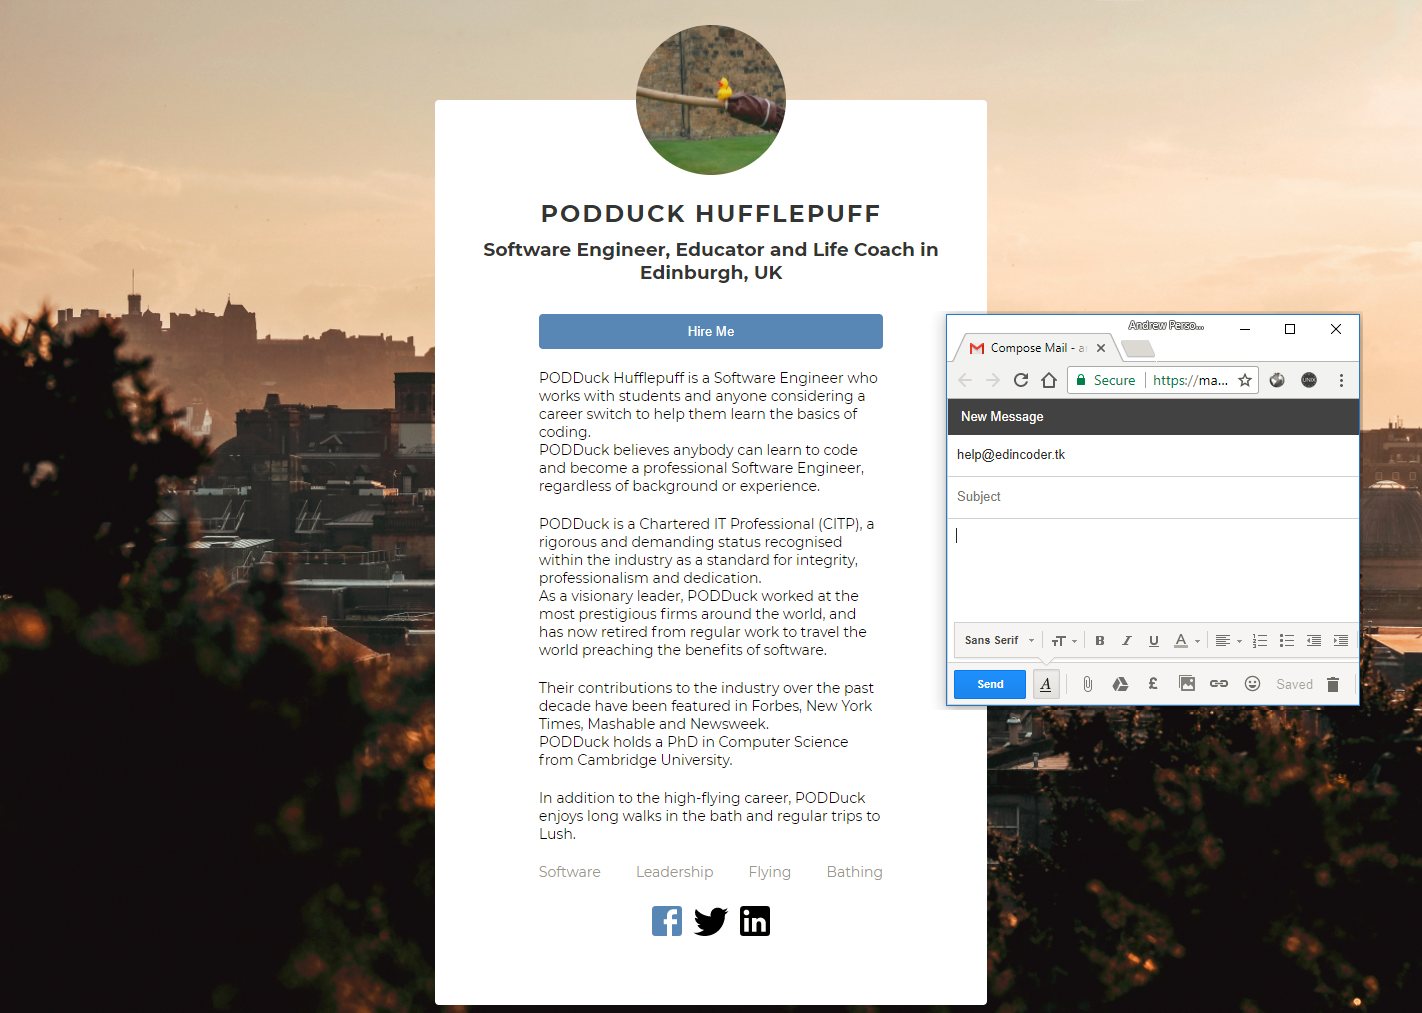 PODDUCK HUFFLEPUFF
Software Engineer, Educator and Life Coach in
Edinburgh, UK
Hire Me
PODDuck Hufflepuff is a Software Engineer who
works with students and anyone considering a
career switch to help them learn the basics of
coding.
PODDuck believes anybody can learn to code
and become a professional Software Engineer,
regardless of background or experience.
PODDuck is a Chartered IT Professional (CITP), a
rigorous and demanding status recognised
within the industry as a standard for integrity,
professionalism and dedication.
As a visionary leader, PODDuck worked at the
most prestigious firms around the world, and
has now retired from regular work to travel the
world preaching the benefits of software.
Their contributions to the industry over the past
decade have been featured in Forbes, New York
Times, Mashable and Newsweek.
PODDuck holds a PhD in Computer Science
from Cambridge University.
In addition to the high-flying career, PODDuck
enjoys long walks in the bath and regular trips to
Lush.
Software Leadership Flying Bathing
Andrew Perso...
Compose Mail - a
Secure https://ma...
UNIX
New Message
help@edincoder.tk
Subject
Sans Serif TT B I U A
Send A £ Saved